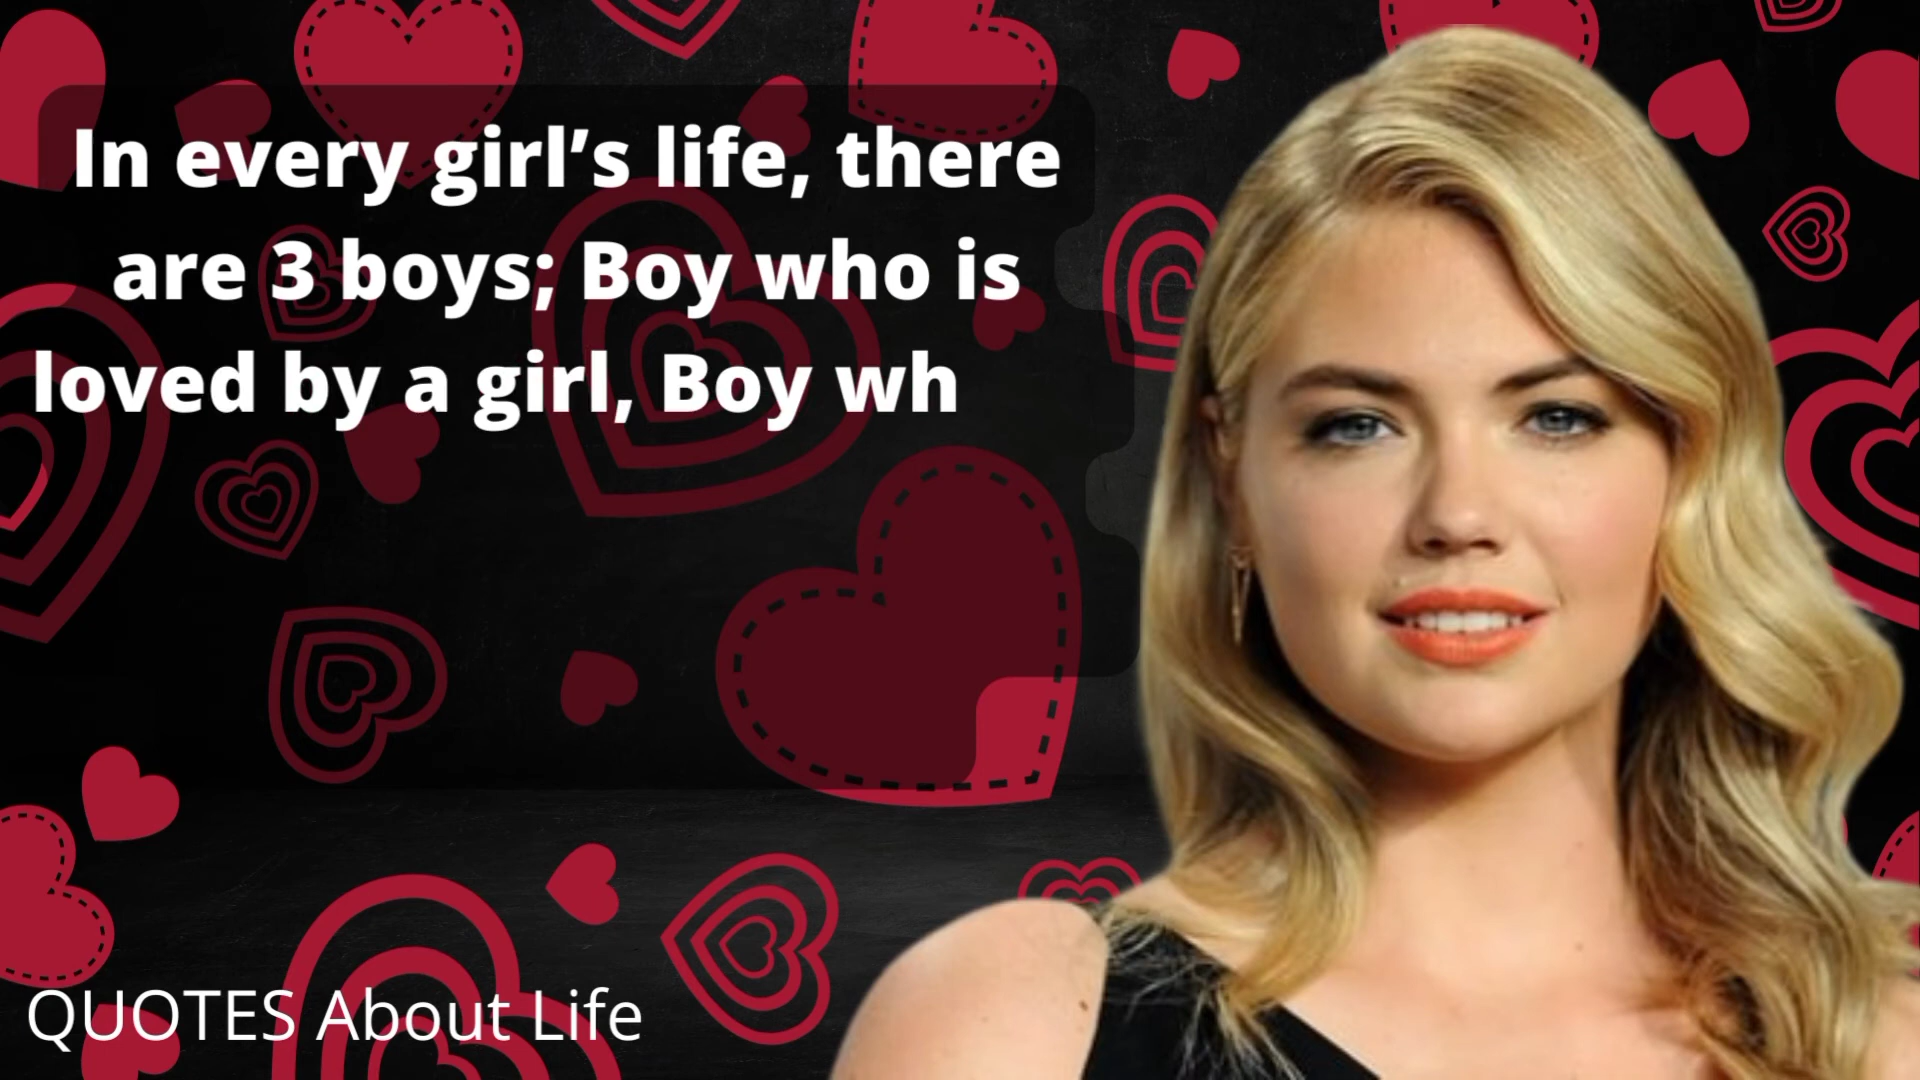 In every girl’s life, there
are 3 boys; Boy who is
loved by a girl, Boy wh
QUOTES About Life